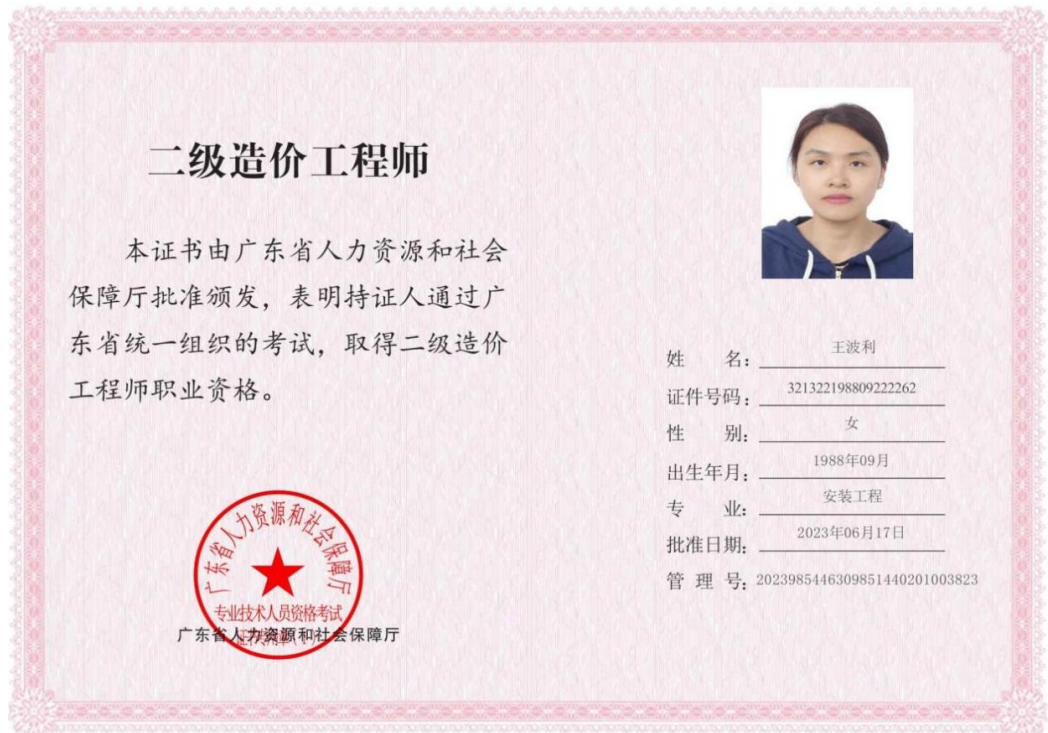 二级造价工程师
本证书由广东省人力资源和社会
保障厅批准颁发，表明持证人通过广
东省统一组织的考试，取得二级造价
工程师职业资格。
广东省人力资源和社会保障厅
专业技术人员资格考试
广东省人力资源和社会保障厅
姓 名：王波利
证件号码：321322198809222262
性 别：女
出生年月：1988年09月
专 业：安装工程
批准日期：2023年06月17日
管 理 号：2023985446309851440201003823